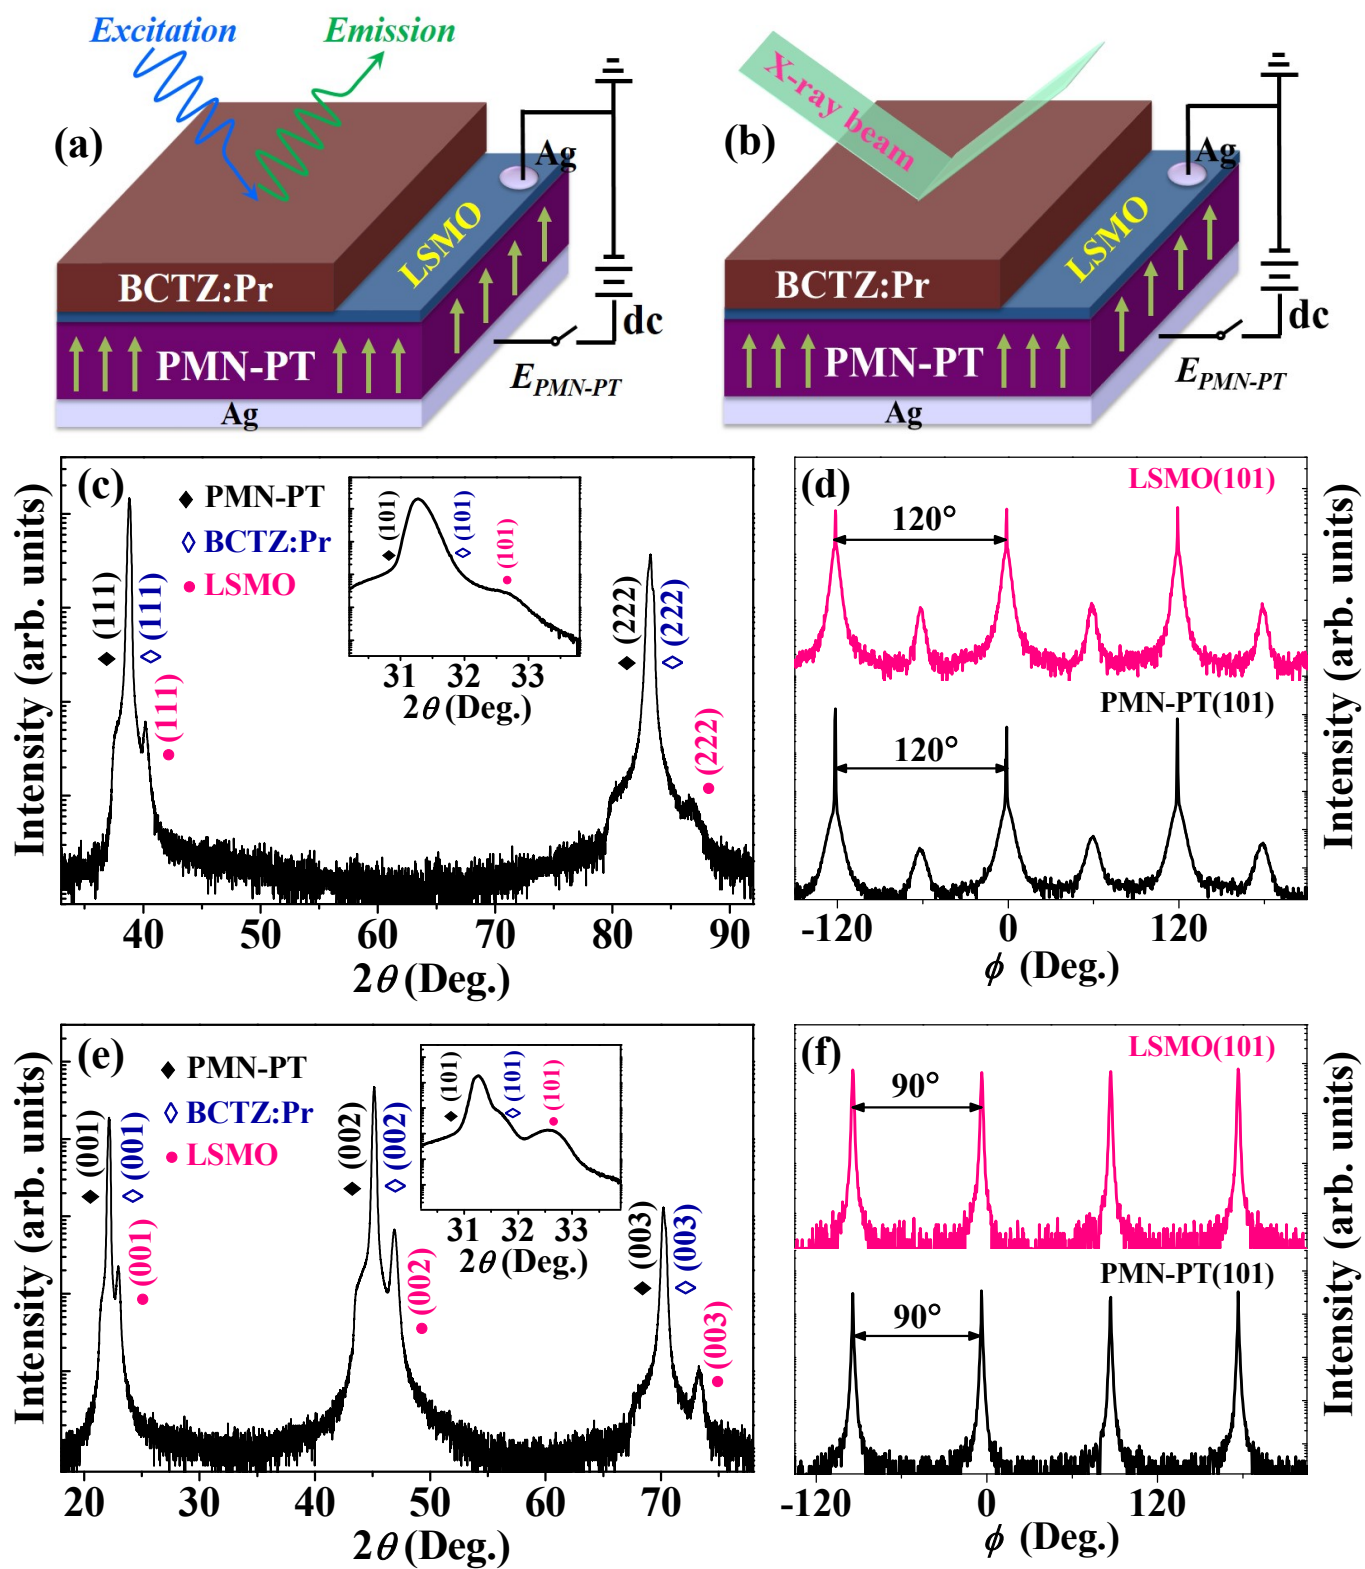 Excitation
Emission
(a)
Ag
LSMO
BCTZ:Pr
PMN-PT
Ag
dc
E_PMN-PT
(b)
X-ray beam
Ag
LSMO
BCTZ:Pr
PMN-PT
Ag
dc
E_PMN-PT
(c)
◆ PMN-PT
◇ BCTZ:Pr
● LSMO
◆ (111)
◇ (111)
● (111)
◆ (222)
◇ (222)
● (222)
◆ (101)
◇ (101)
● (101)
31 32 33
2θ (Deg.)
Intensity (arb. units)
40 50 60 70 80 90
2θ (Deg.)
(d)
LSMO(101)
120°
PMN-PT(101)
120°
Intensity (arb. units)
-120 0 120
ϕ (Deg.)
(e)
◆ PMN-PT
◇ BCTZ:Pr
● LSMO
◆ (001)
◇ (001)
● (001)
◆ (002)
◇ (002)
● (002)
◆ (003)
◇ (003)
● (003)
◆ (101)
◇ (101)
● (101)
31 32 33
2θ (Deg.)
Intensity (arb. units)
20 30 40 50 60 70
2θ (Deg.)
(f)
LSMO(101)
90°
PMN-PT(101)
90°
Intensity (arb. units)
-120 0 120
ϕ (Deg.)